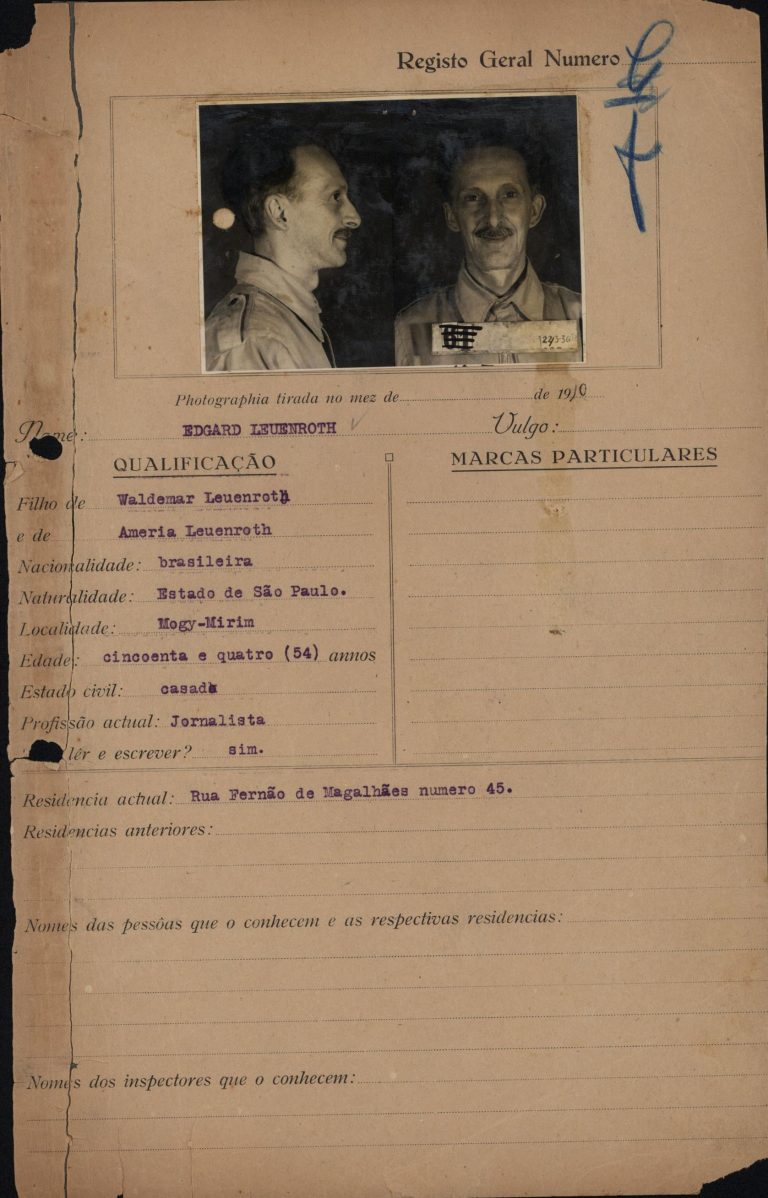 Registo Geral Numero
Photographia tirada no mez de de 19
Nome: EDGARD LEUENROTH Vulgo:
QUALIFICAÇÃO
MARCAS PARTICULARES
Filho de Waldemar Leuenroth
e de Ameria Leuenroth
Nacionalidade: brasileira
Naturalidade: Estado de São Paulo.
Localidade: Mogy-Mirim
Edade: cincoenta e quatro (54) annos
Estado civil: casad
Profissão actual: Jornalista
lêr e escrever? sim.
Residencia actual: Rua Fernão de Magalhães numero 45.
Residencias anteriores:
Nomes das pessôas que o conhecem e as respectivas residencias:
Nomes dos inspectores que o conhecem: